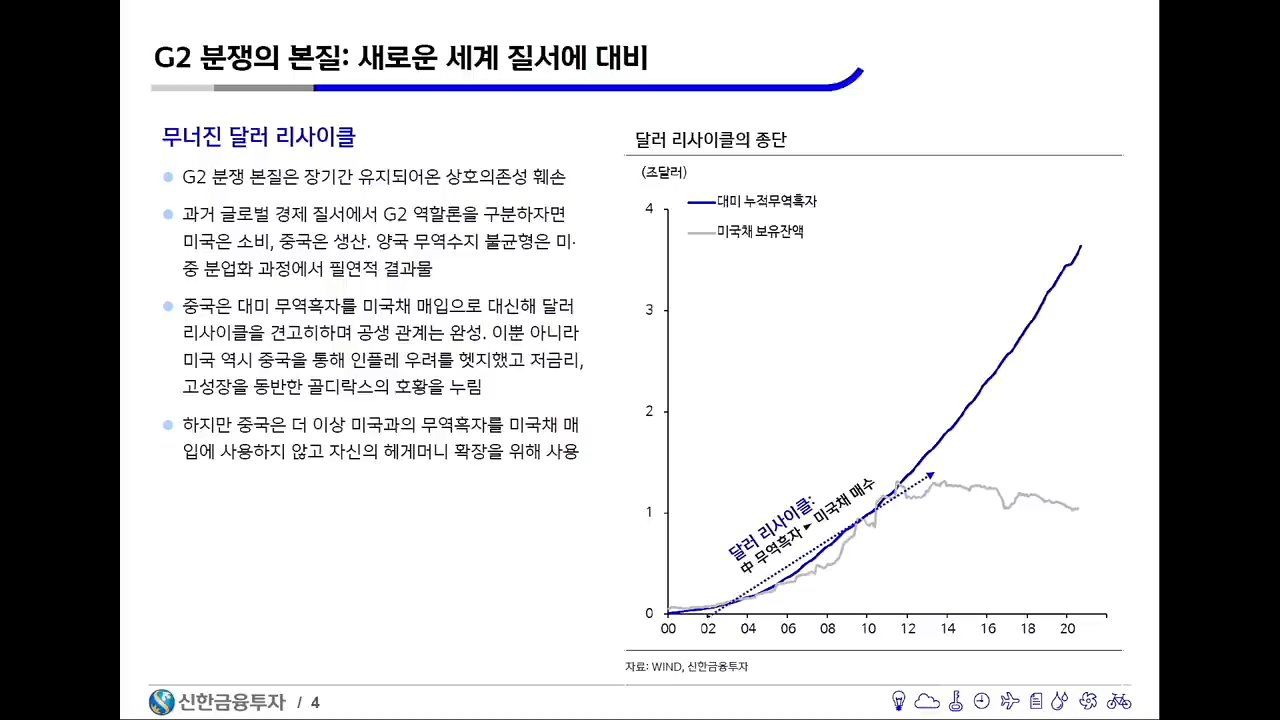 G2 분쟁의 본질: 새로운 세계 질서에 대비
무너진 달러 리사이클
G2 분쟁 본질은 장기간 유지되어온 상호의존성 훼손
과거 글로벌 경제 질서에서 G2 역할론을 구분하자면
미국은 소비, 중국은 생산. 양국 무역수지 불균형은 미·
중 분업화 과정에서 필연적 결과물
중국은 대미 무역흑자를 미국채 매입으로 대신해 달러
리사이클을 견고히하며 공생 관계는 완성. 이뿐 아니라
미국 역시 중국을 통해 인플레 우려를 헷지했고 저금리,
고성장을 동반한 골디락스의 호황을 누림
하지만 중국은 더 이상 미국과의 무역흑자를 미국채 매
입에 사용하지 않고 자신의 헤게머니 확장을 위해 사용
달러 리사이클의 종단
(조달러)
대미 누적무역흑자
미국채 보유잔액
4
3
2
1
0
달러 리사이클:
中 무역흑자 ▶ 미국채 매수
00 02 04 06 08 10 12 14 16 18 20
자료: WIND, 신한금융투자
신한금융투자 / 4